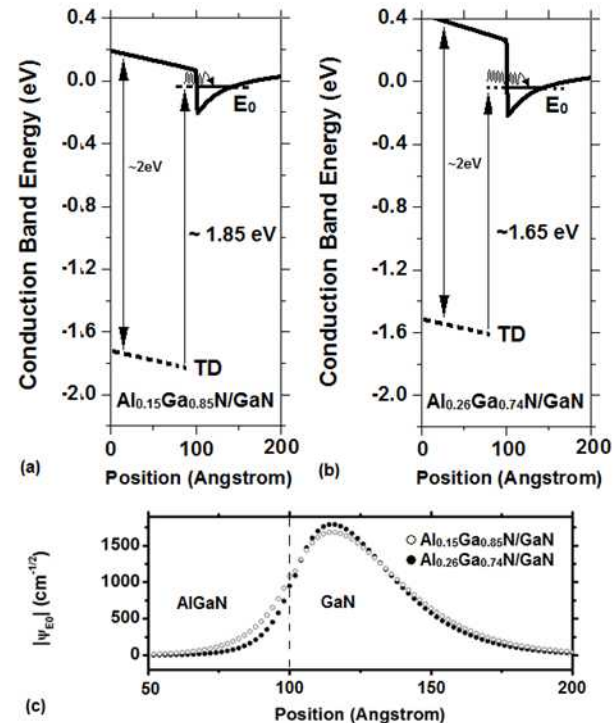 (a)
Conduction Band Energy (eV)
0.4
0.0
-0.4
-0.8
-1.2
-1.6
-2.0
E₀
~2eV
~ 1.85 eV
TD
Al₀.₁₅Ga₀.₈₅N/GaN
0 100 200
Position (Angstrom)
(b)
Conduction Band Energy (eV)
0.4
0.0
-0.4
-0.8
-1.2
-1.6
-2.0
E₀
~2eV
~1.65 eV
TD
Al₀.₂₆Ga₀.₇₄N/GaN
0 100 200
Position (Angstrom)
(c)
|ψE0| (cm⁻¹/²)
1500
1000
500
0
Al₀.₁₅Ga₀.₈₅N/GaN
Al₀.₂₆Ga₀.₇₄N/GaN
AlGaN
GaN
50 100 150 200
Position (Angstrom)